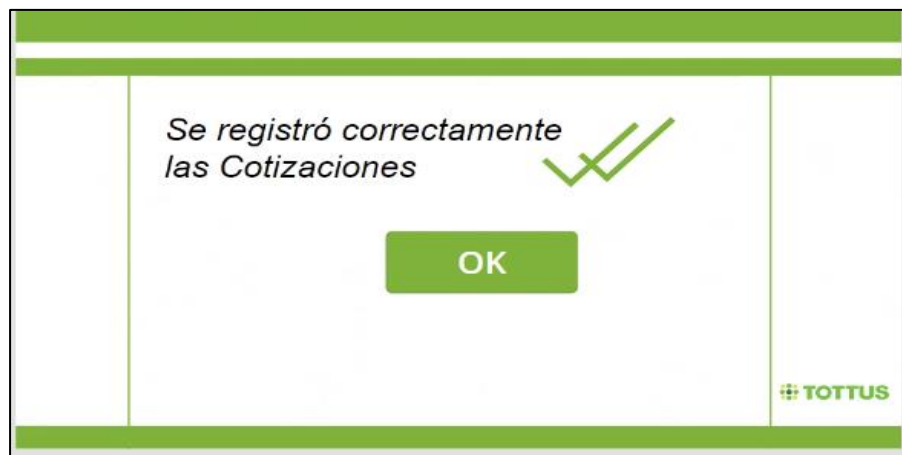 Se registró correctamente
las Cotizaciones
OK
TOTTUS